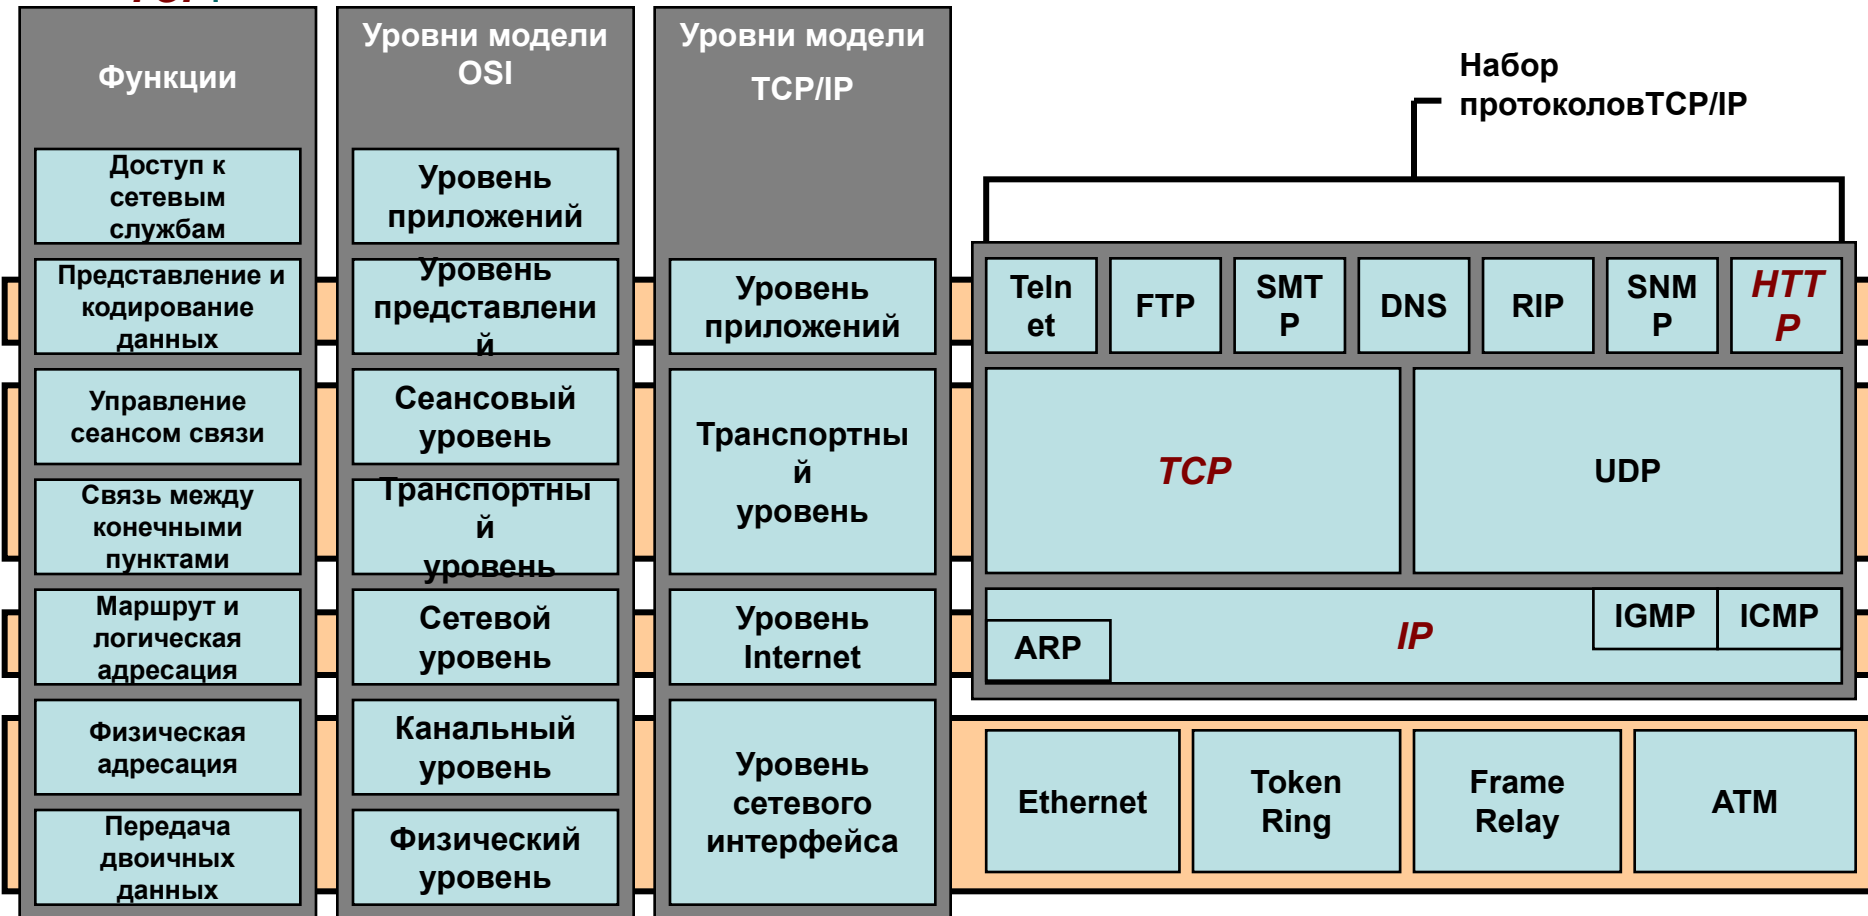 Функции
Доступ к
сетевым
службам
Представление и
кодирование
данных
Управление
сеансом связи
Связь между
конечными
пунктами
Маршрут и
логическая
адресация
Физическая
адресация
Передача
двоичных
данных
Уровни модели
OSI
Уровень
приложений
Уровень
представлени
й
Сеансовый
уровень
Транспортны
й
уровень
Сетевой
уровень
Канальный
уровень
Физический
уровень
Уровни модели
TCP/IP
Уровень
приложений
Транспортны
й
уровень
Уровень
Internet
Уровень
сетевого
интерфейса
Набор
протоколовTCP/IP
Teln
et
FTP
SMT
P
DNS
RIP
SNM
P
HTT
P
TCP
UDP
IP
ARP
IGMP
ICMP
Ethernet
Token
Ring
Frame
Relay
ATM